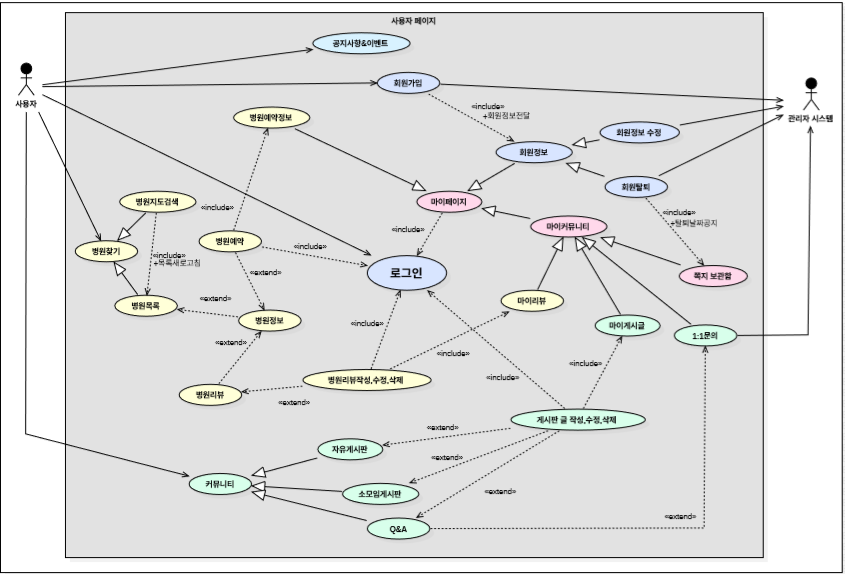 사용자 페이지
공지사항&이벤트
사용자
회원가입
관리자 시스템
«include»
+회원정보전달
병원예약정보
회원정보 수정
회원정보
회원탈퇴
병원지도검색
«include»
마이페이지
«include»
+탈퇴날짜공지
마이커뮤니티
«include»
병원찾기
병원예약
«include»
«include»
+목록새로고침
로그인
«extend»
쪽지 보관함
병원목록
«extend»
마이리뷰
병원정보
«include»
마이게시글
1:1문의
«extend»
«include»
«include»
«include»
병원리뷰작성,수정,삭제
병원리뷰
«extend»
게시판 글 작성,수정,삭제
«extend»
자유게시판
«extend»
커뮤니티
소모임게시판
«extend»
Q&A
«extend»